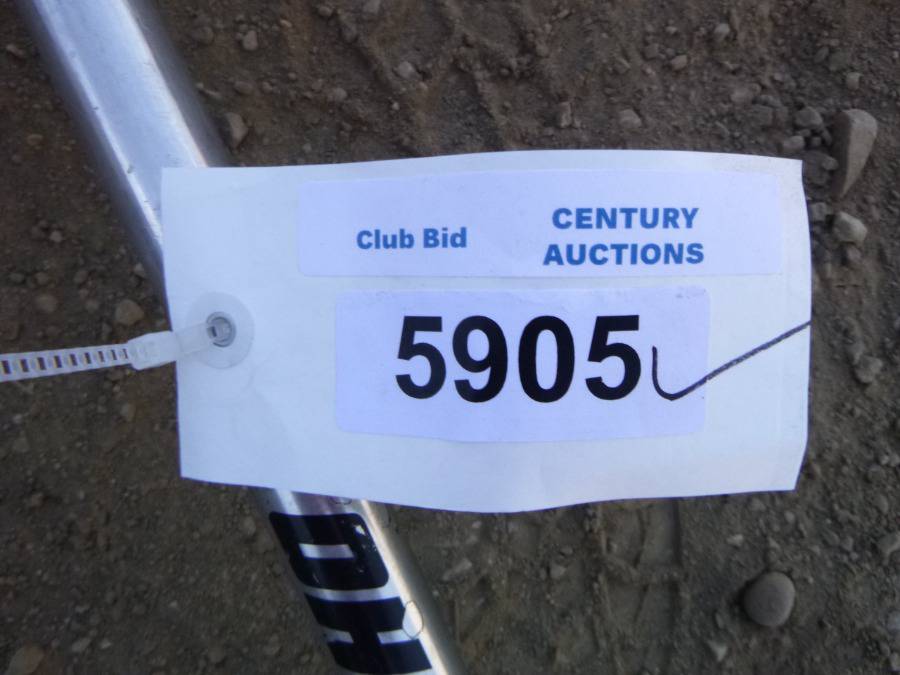 Club Bid
CENTURY
AUCTIONS
5905